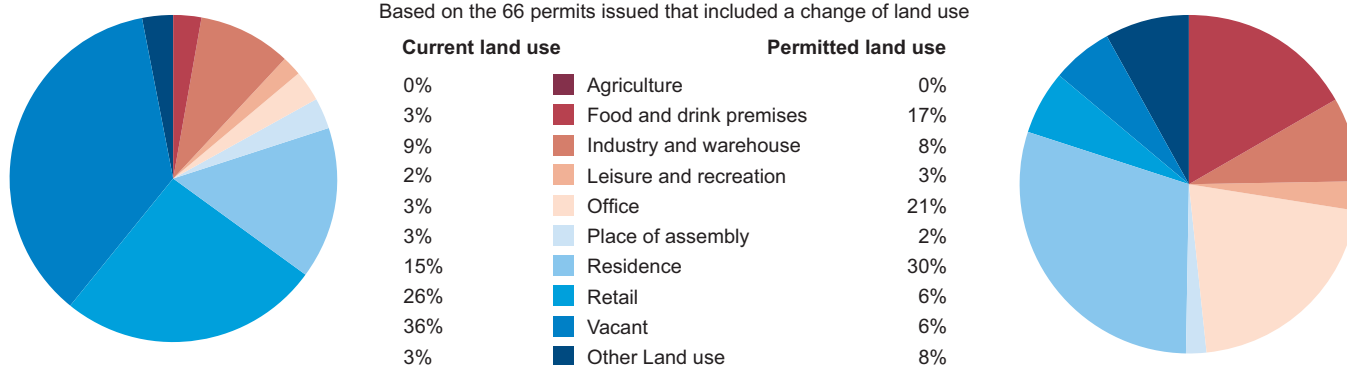 Based on the 66 permits issued that included a change of land use
Current land use Permitted land use
0% Agriculture 0%
3% Food and drink premises 17%
9% Industry and warehouse 8%
2% Leisure and recreation 3%
3% Office 21%
3% Place of assembly 2%
15% Residence 30%
26% Retail 6%
36% Vacant 6%
3% Other Land use 8%